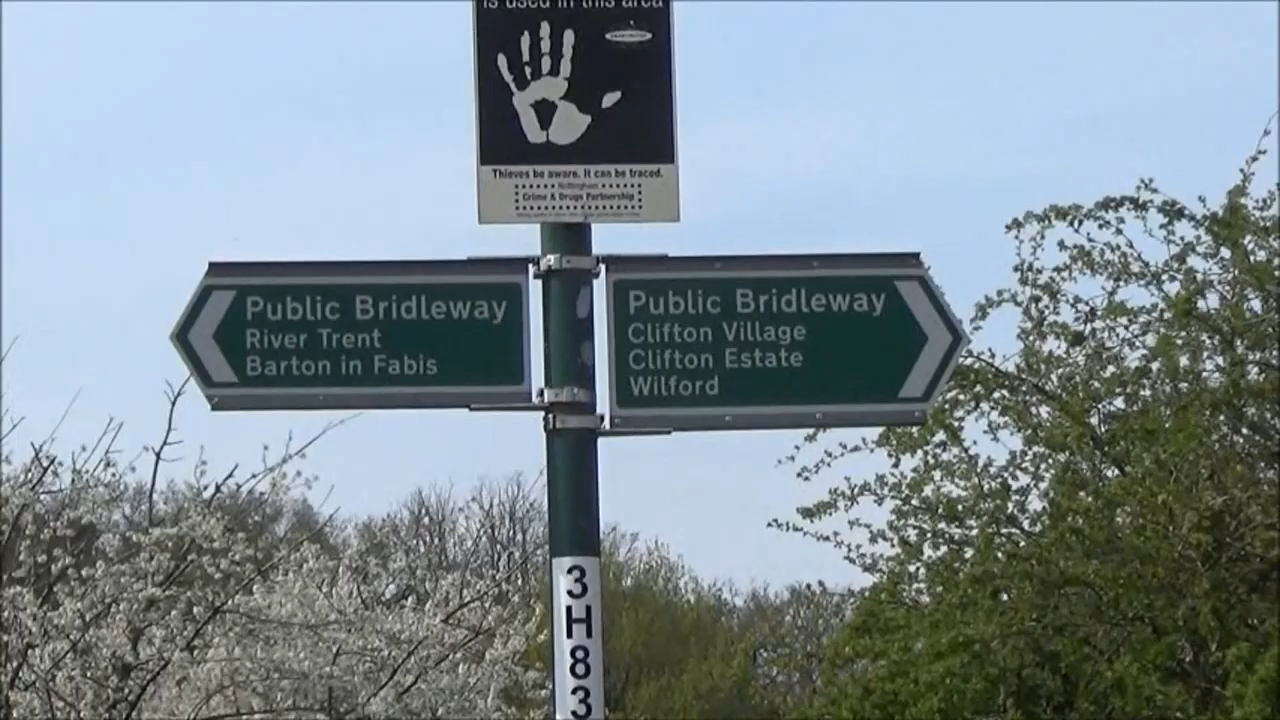 is used in this area
Thieves be aware. It can be traced.
Nottingham
Crime & Drugs Partnership
Public Bridleway
River Trent
Barton in Fabis
Public Bridleway
Clifton Village
Clifton Estate
Wilford
3
H
8
3